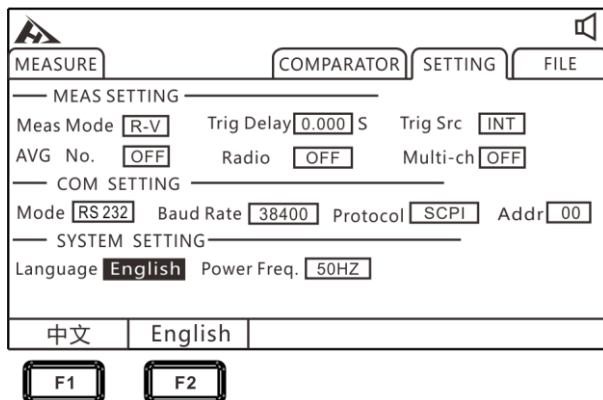 MEASURE COMPARATOR SETTING FILE
MEAS SETTING
Meas Mode R-V Trig Delay 0.000 S Trig Src INT
AVG No. OFF Radio OFF Multi-ch OFF
COM SETTING
Mode RS232 Baud Rate 38400 Protocol SCPI Addr 00
SYSTEM SETTING
Language English Power Freq. 50HZ
中文 English
F1 F2